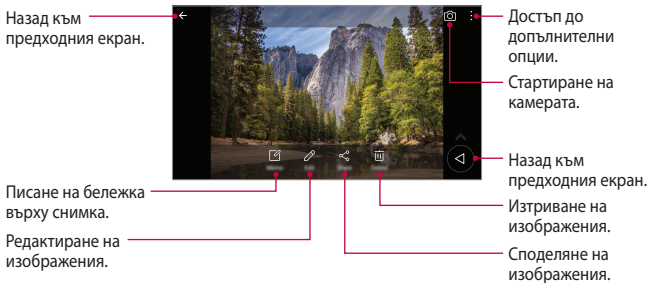 Назад към
предходния екран.
Достъп до
допълнителни
опции.
Стартиране на
камерата.
Назад към
предходния екран.
Писане на бележка
върху снимка.
Изтриване на
изображения.
Редактиране на
изображения.
Споделяне на
изображения.